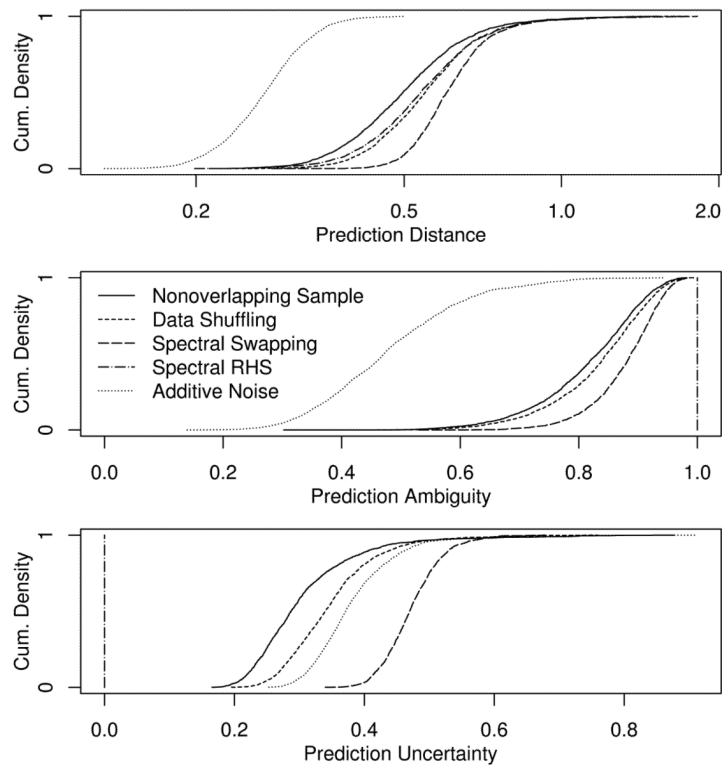 1
Cum. Density
0
0.2 0.5 1.0 2.0
Prediction Distance
1
Cum. Density
0
Nonoverlapping Sample
Data Shuffling
Spectral Swapping
Spectral RHS
Additive Noise
0.0 0.2 0.4 0.6 0.8 1.0
Prediction Ambiguity
1
Cum. Density
0
0.0 0.2 0.4 0.6 0.8
Prediction Uncertainty